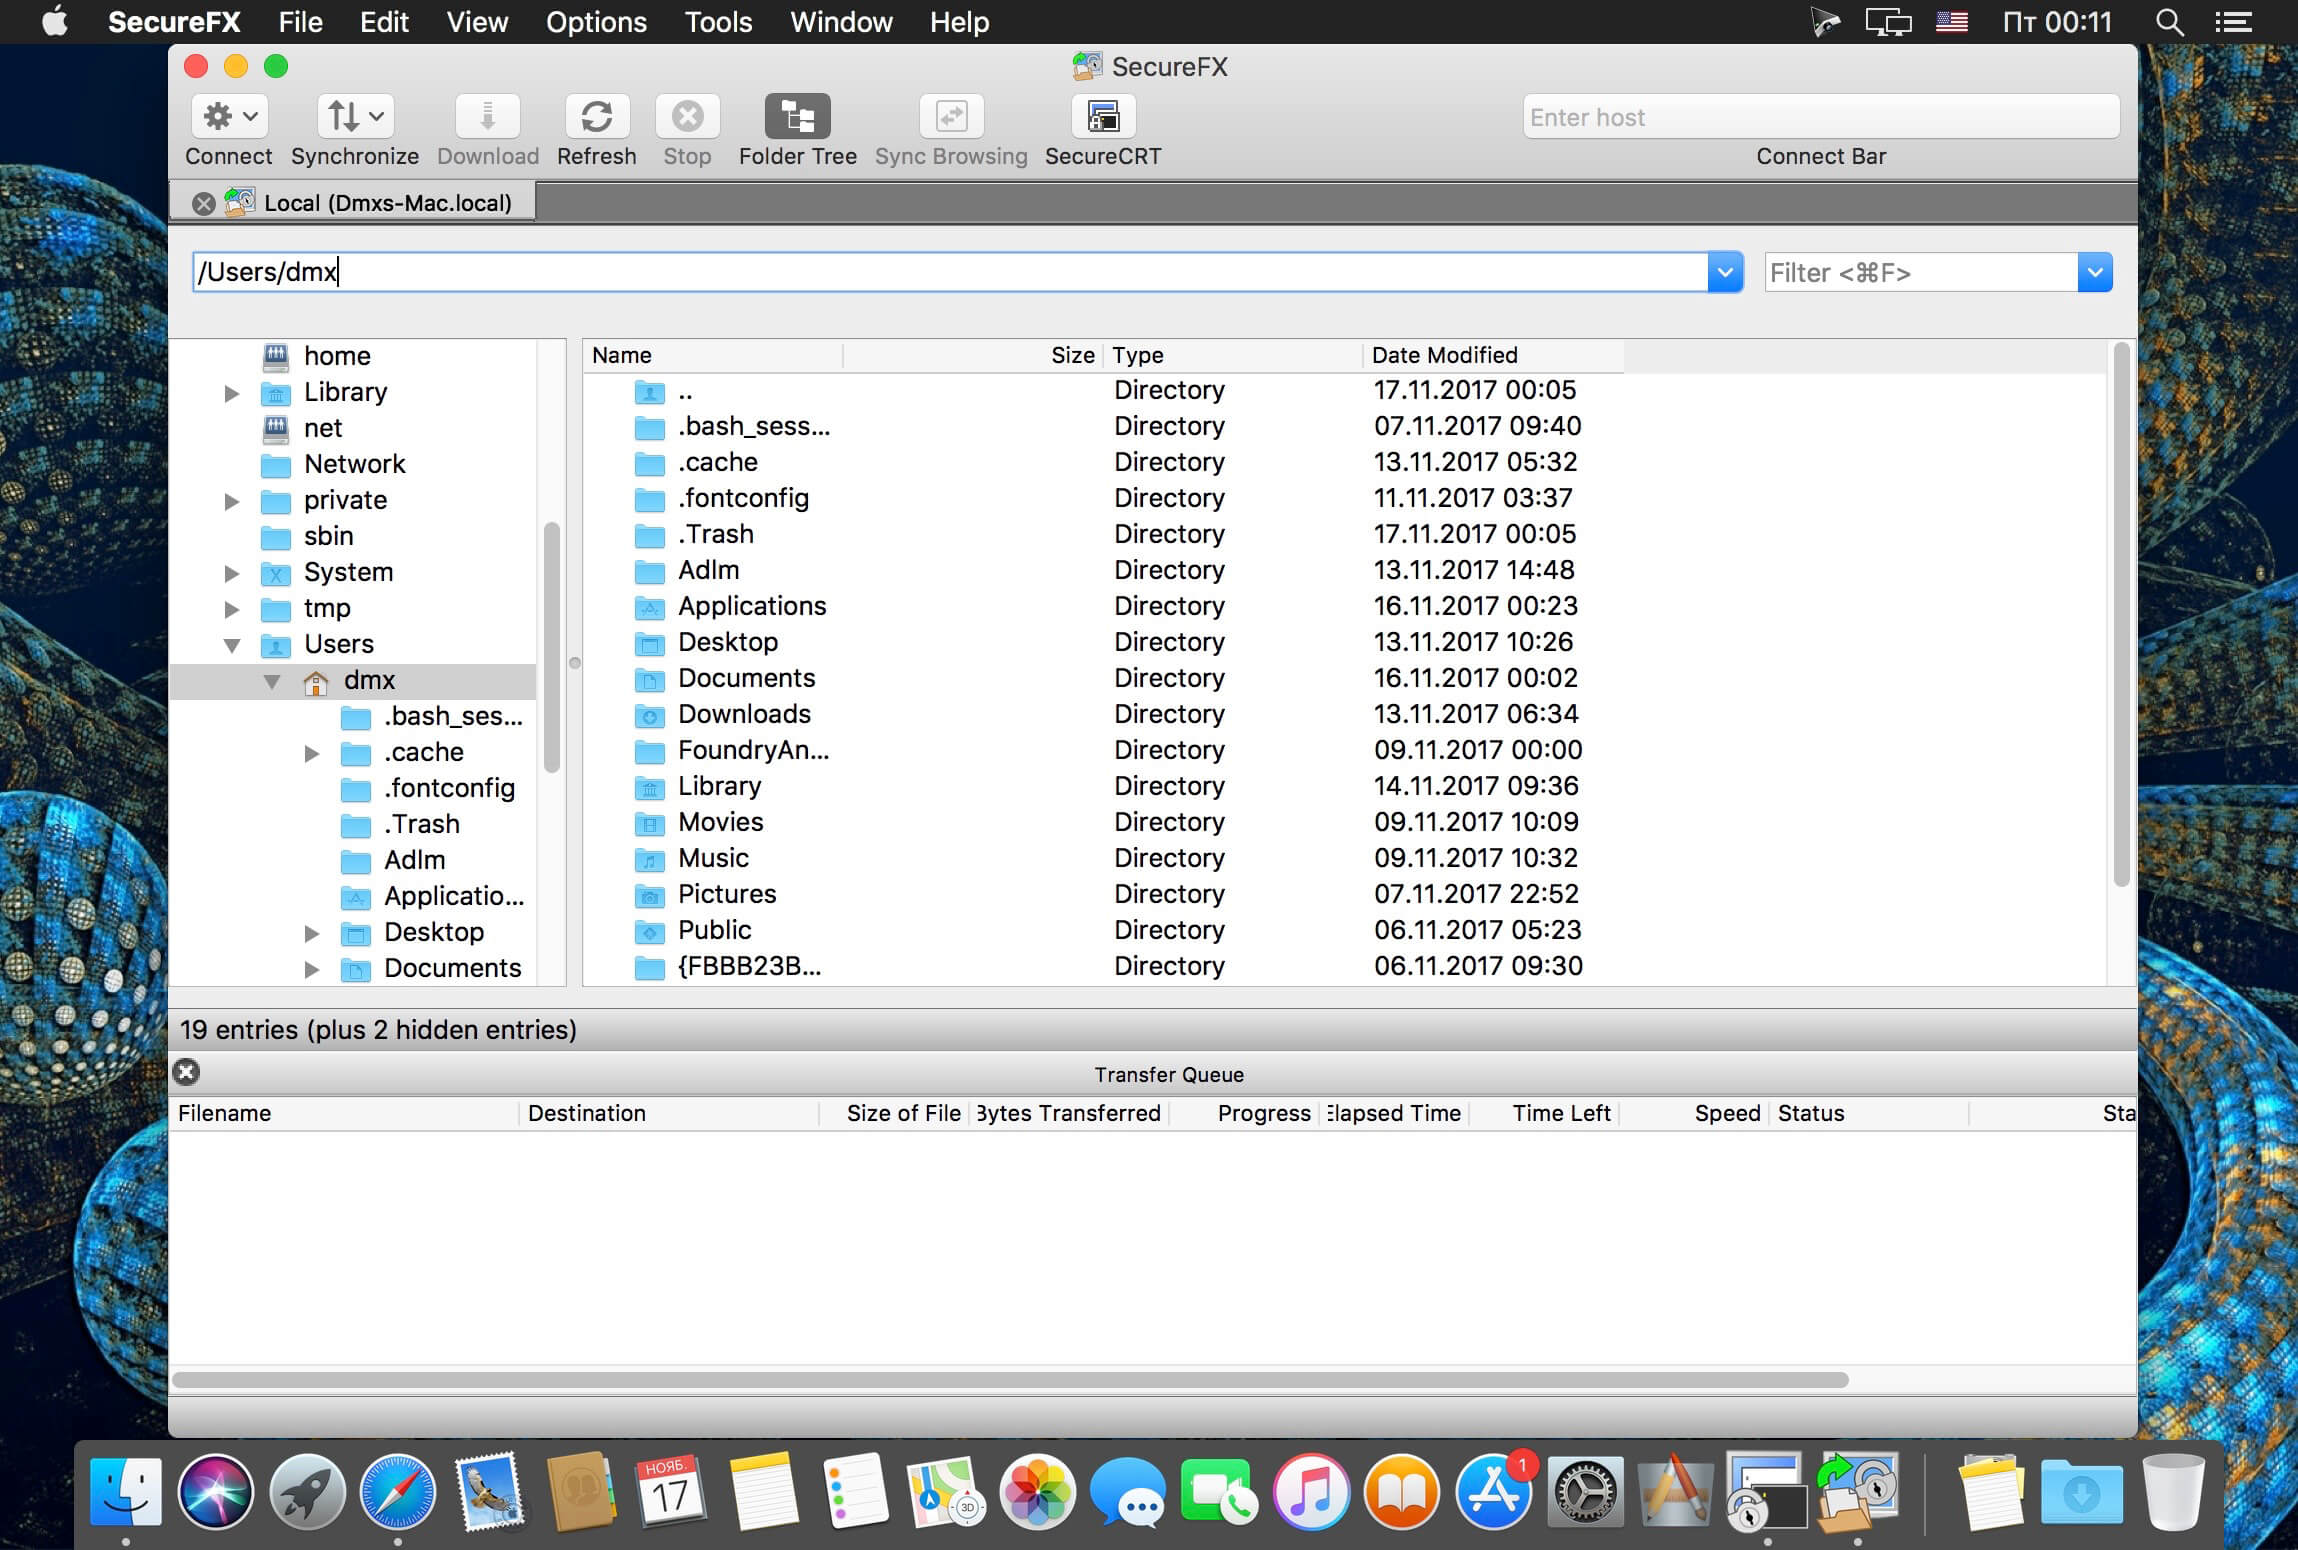 SecureFX File Edit View Options Tools Window Help Пт 00:11
SecureFX
Enter host
Connect Synchronize Download Refresh Stop Folder Tree Sync Browsing SecureCRT Connect Bar
Local (Dmxs-Mac.local)
/Users/dmx Filter <⌘F>
home
Library
net
Network
private
sbin
System
tmp
Users
dmx
.bash_ses...
.cache
.fontconfig
.Trash
Adlm
Applicatio...
Desktop
Documents
Name Size Type Date Modified
.. Directory 17.11.2017 00:05
.bash_sess... Directory 07.11.2017 09:40
.cache Directory 13.11.2017 05:32
.fontconfig Directory 11.11.2017 03:37
.Trash Directory 17.11.2017 00:05
Adlm Directory 13.11.2017 14:48
Applications Directory 16.11.2017 00:23
Desktop Directory 13.11.2017 10:26
Documents Directory 16.11.2017 00:02
Downloads Directory 13.11.2017 06:34
FoundryAn... Directory 09.11.2017 00:00
Library Directory 14.11.2017 09:36
Movies Directory 09.11.2017 10:09
Music Directory 09.11.2017 10:32
Pictures Directory 07.11.2017 22:52
Public Directory 06.11.2017 05:23
{FBBB23B... Directory 06.11.2017 09:30
19 entries (plus 2 hidden entries)
Transfer Queue
Filename Destination Size of File Bytes Transferred Progress Elapsed Time Time Left Speed Status Sta
НОЯБ.
17
3D
1